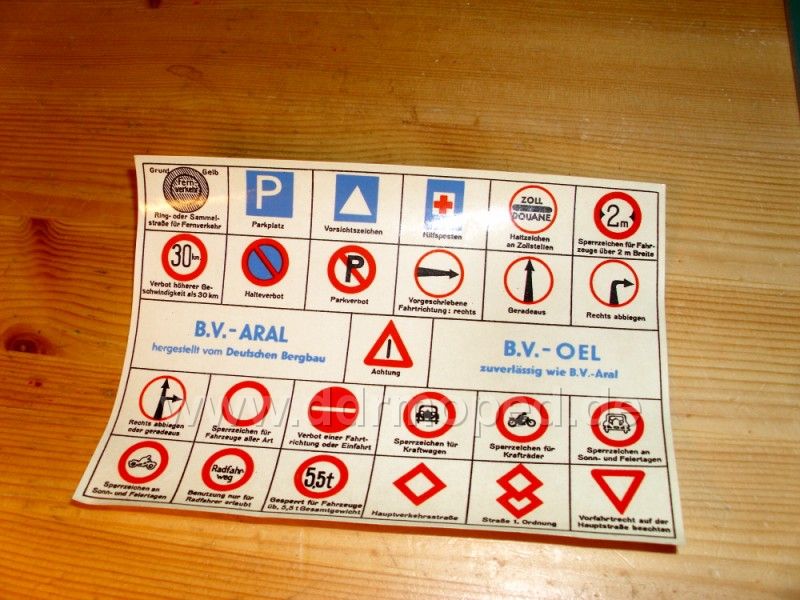 Grund Gelb
Fern-
verkehr
Ring- oder Sammel-
straße für Fernverkehr
P
Parkplatz
Vorsichtszeichen
Hilfsposten
ZOLL
DOUANE
Haltzeichen
an Zollstellen
2m
Sperrzeichen für Fahr-
zeuge über 2 m Breite
30 km
Verbot höherer Ge-
schwindigkeit als 30 km
Halteverbot
P
Parkverbot
Vorgeschriebene
Fahrtrichtung: rechts
Geradeaus
Rechts abbiegen
B.V.-ARAL
hergestellt vom Deutschen Bergbau
Achtung
B.V.-OEL
zuverlässig wie B.V.-Aral
Rechts abbiegen
oder geradeaus
Sperrzeichen für
Fahrzeuge aller Art
Verbot einer Fahrt-
richtung oder Einfahrt
Sperrzeichen für
Kraftwagen
Sperrzeichen für
Krafträder
Sperrzeichen an
Sonn- und Feiertagen
Sperrzeichen an
Sonn- und Feiertagen
Radfahr-
weg
Benutzung nur für
Radfahrer erlaubt
5,5t
Gesperrt für Fahrzeuge
üb. 5,5t Gesamtgewicht
Hauptverkehrsstraße
Straße 1. Ordnung
Vorfahrtrecht auf der
Hauptstraße beachten
www.ddrmoped.de